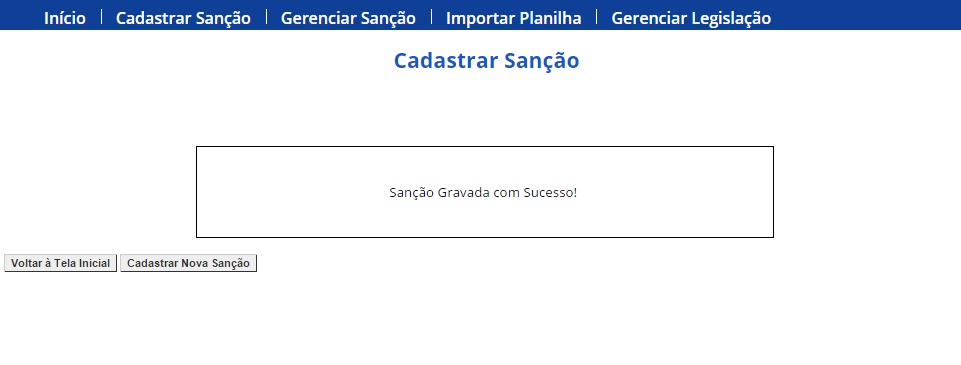 Início Cadastrar Sanção Gerenciar Sanção Importar Planilha Gerenciar Legislação
Cadastrar Sanção
Sanção Gravada com Sucesso!
Voltar à Tela Inicial Cadastrar Nova Sanção